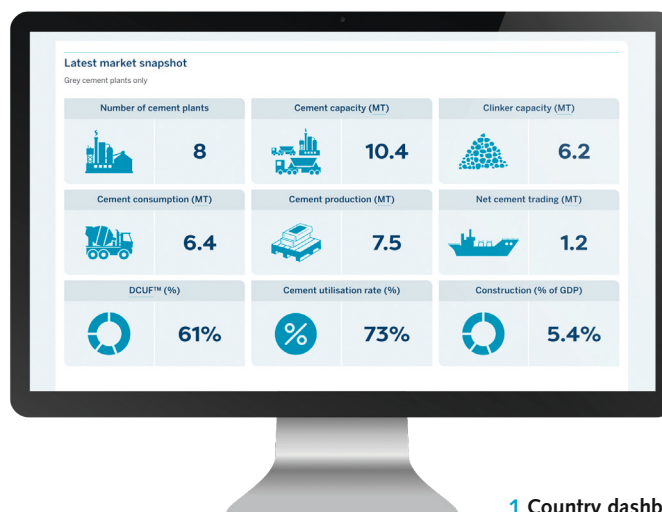 Latest market snapshot
Grey cement plants only
Number of cement plants
8
Cement capacity (MT)
10.4
Clinker capacity (MT)
6.2
Cement consumption (MT)
6.4
Cement production (MT)
7.5
Net cement trading (MT)
1.2
DCUF™ (%)
61%
Cement utilisation rate (%)
%
73%
Construction (% of GDP)
5.4%
1 Country dashb